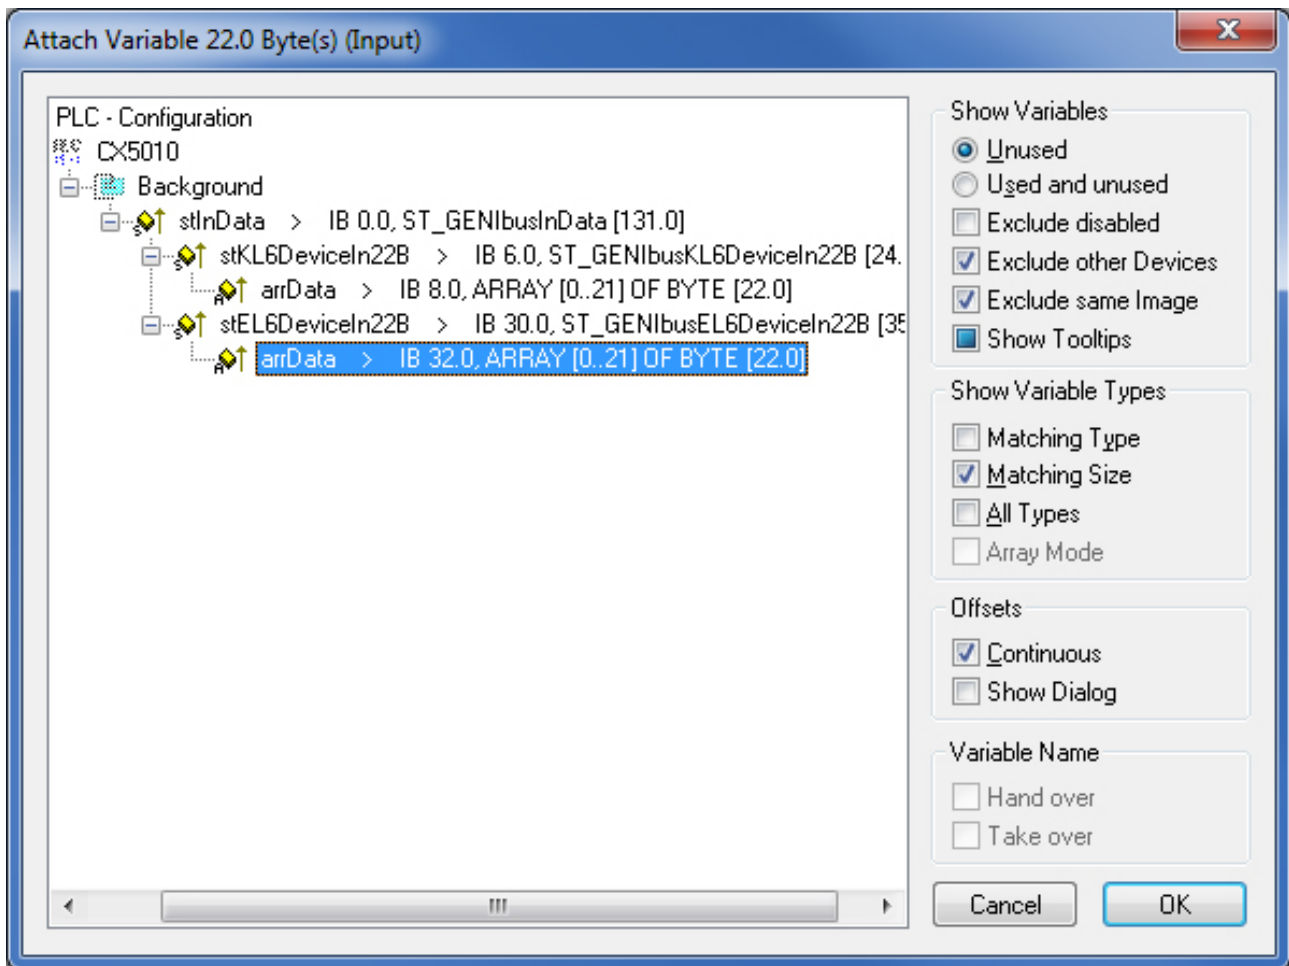 Attach Variable 22.0 Byte(s) (Input)
PLC - Configuration
CX5010
Background
stInData > IB 0.0, ST_GENIbusInData [131.0]
stKL6DeviceIn22B > IB 6.0, ST_GENIbusKL6DeviceIn22B [24.
arrData > IB 8.0, ARRAY [0..21] OF BYTE [22.0]
stEL6DeviceIn22B > IB 30.0, ST_GENIbusEL6DeviceIn22B [35
arrData > IB 32.0, ARRAY [0..21] OF BYTE [22.0]
Show Variables
Unused
Used and unused
Exclude disabled
Exclude other Devices
Exclude same Image
Show Tooltips
Show Variable Types
Matching Type
Matching Size
All Types
Array Mode
Offsets
Continuous
Show Dialog
Variable Name
Hand over
Take over
Cancel OK